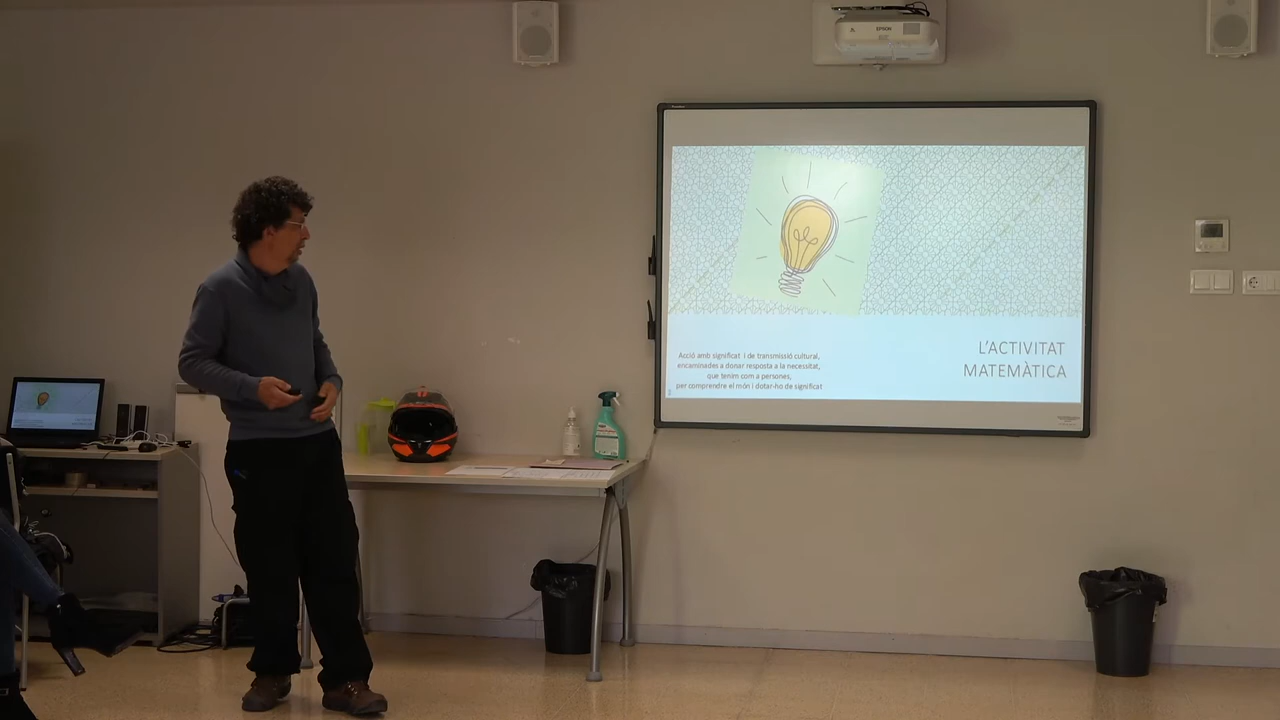 EPSON
L'ACTIVITAT
MATEMÀTICA
Acció amb significat i de transmissió cultural,
encaminades a donar resposta a la necessitat,
que tenim com a persones,
per comprendre el món i dotar-ho de significat